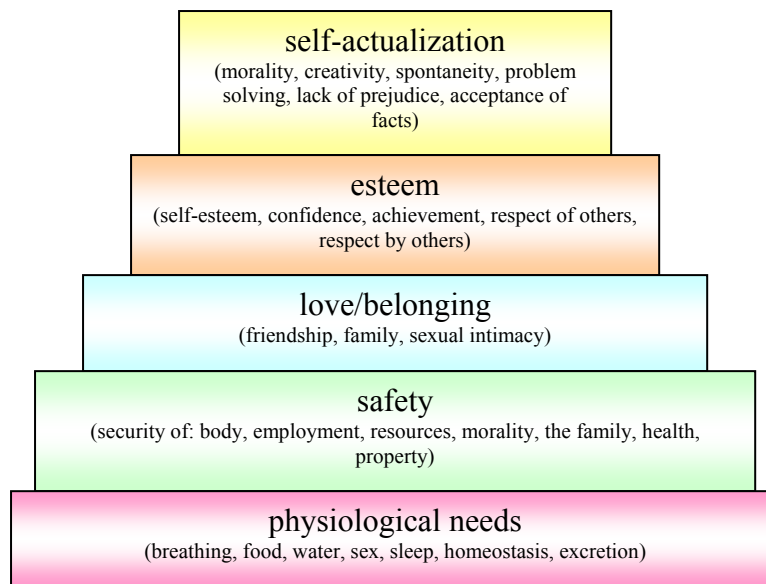 self-actualization
(morality, creativity, spontaneity, problem
solving, lack of prejudice, acceptance of
facts)
esteem
(self-esteem, confidence, achievement, respect of others,
respect by others)
love/belonging
(friendship, family, sexual intimacy)
safety
(security of: body, employment, resources, morality, the family, health,
property)
physiological needs
(breathing, food, water, sex, sleep, homeostasis, excretion)